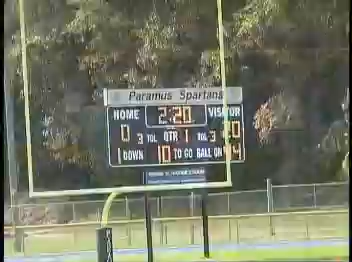 Paramus Spartans
HOME 2:20 VISITOR
0 3 TOL QTR 1 TOL 3
1 DOWN 10 TO GO BALL ON